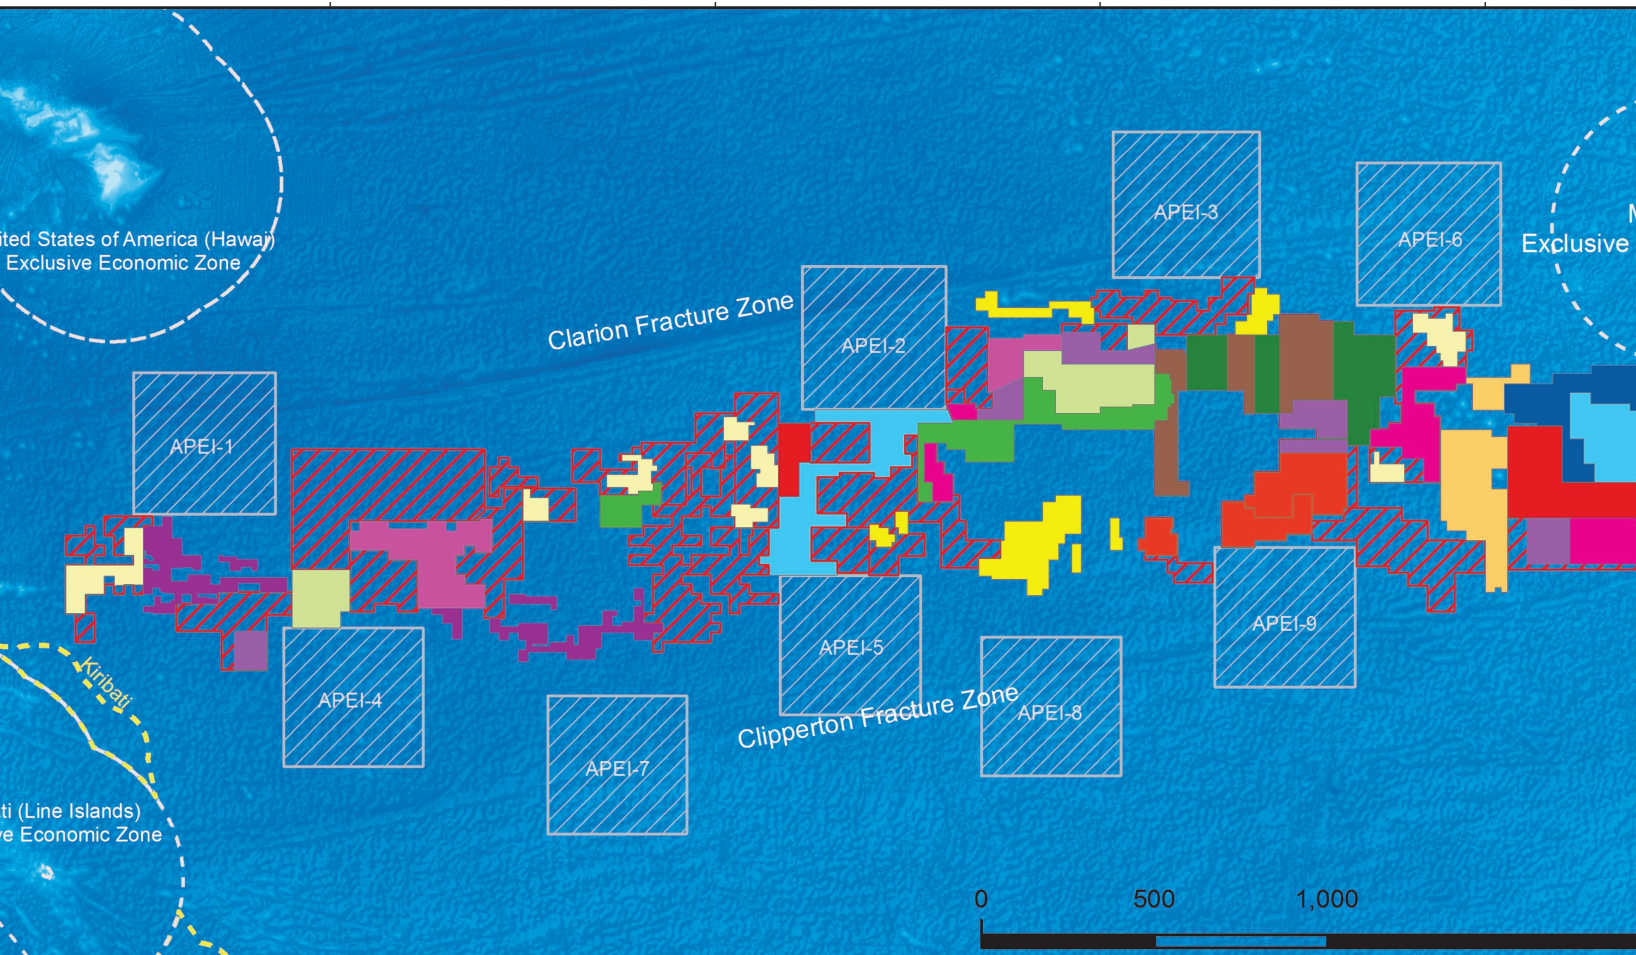 APEI-3
M
APEI-6
ited States of America (Hawaj)
Exclusive Economic Zone
Exclusive
Clarion Fracture Zone
APEI-2
APEI-1
APEI-9
APEI-5
Kiribati
APEI-4
Clipperton Fracture Zone
APEI-8
APEI-7
ti (Line Islands)
ve Economic Zone
0 500 1,000